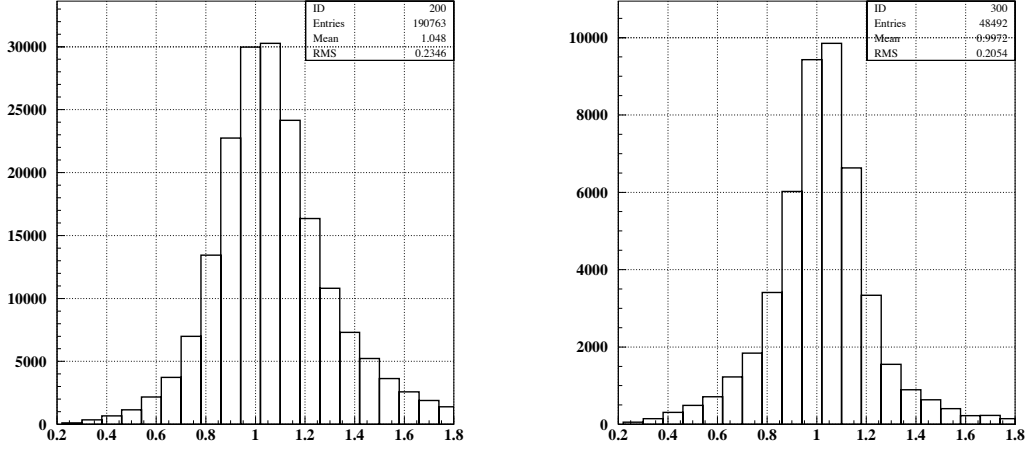 ID 200
Entries 190763
Mean 1.048
RMS 0.2346
30000
25000
20000
15000
10000
5000
0
0.2 0.4 0.6 0.8 1 1.2 1.4 1.6 1.8
ID 300
Entries 48492
Mean 0.9972
RMS 0.2054
10000
8000
6000
4000
2000
0
0.2 0.4 0.6 0.8 1 1.2 1.4 1.6 1.8